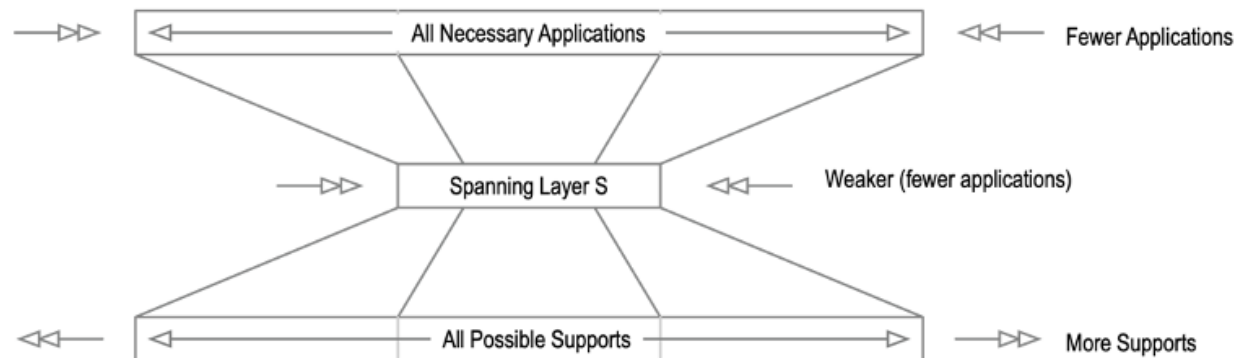 All Necessary Applications
Fewer Applications
Spanning Layer S
Weaker (fewer applications)
All Possible Supports
More Supports